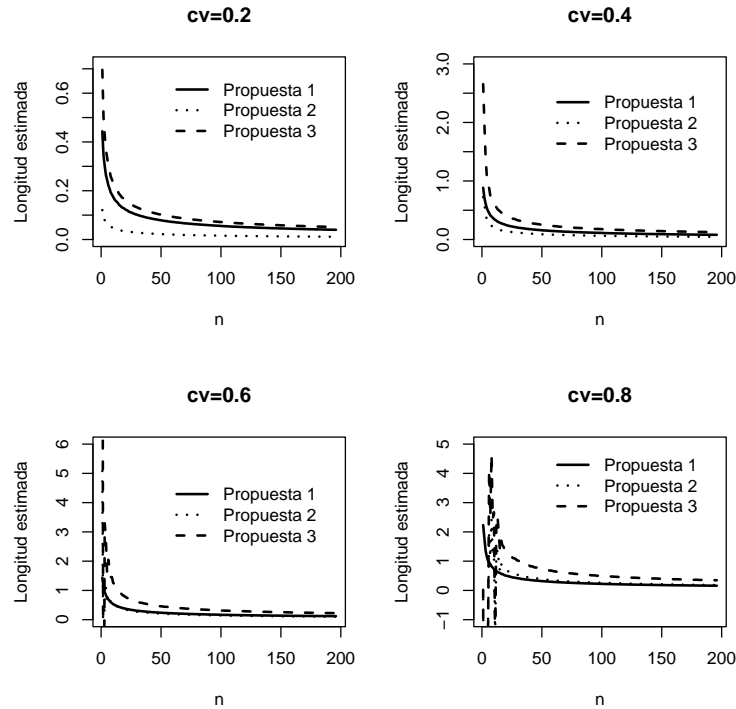 cv=0.2
Longitud estimada
0.0
0.2
0.4
0.6
Propuesta 1
Propuesta 2
Propuesta 3
0
50
100
150
200
n
cv=0.4
Longitud estimada
0.0
1.0
2.0
3.0
Propuesta 1
Propuesta 2
Propuesta 3
0
50
100
150
200
n
cv=0.6
Longitud estimada
0
1
2
3
4
5
6
Propuesta 1
Propuesta 2
Propuesta 3
0
50
100
150
200
n
cv=0.8
Longitud estimada
−1
0
1
2
3
4
5
Propuesta 1
Propuesta 2
Propuesta 3
0
50
100
150
200
n